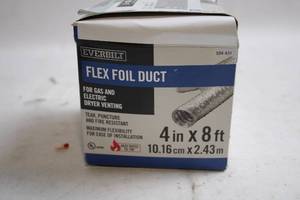 EVERBILT
FLEX FOIL DUCT
FOR GAS AND
ELECTRIC
DRYER VENTING
TEAR, PUNCTURE
AND FIRE RESISTANT
MAXIMUM FLEXIBILITY
FOR EASE OF INSTALLATION
4 in x 8 ft
10.16 cm x 2.43 m